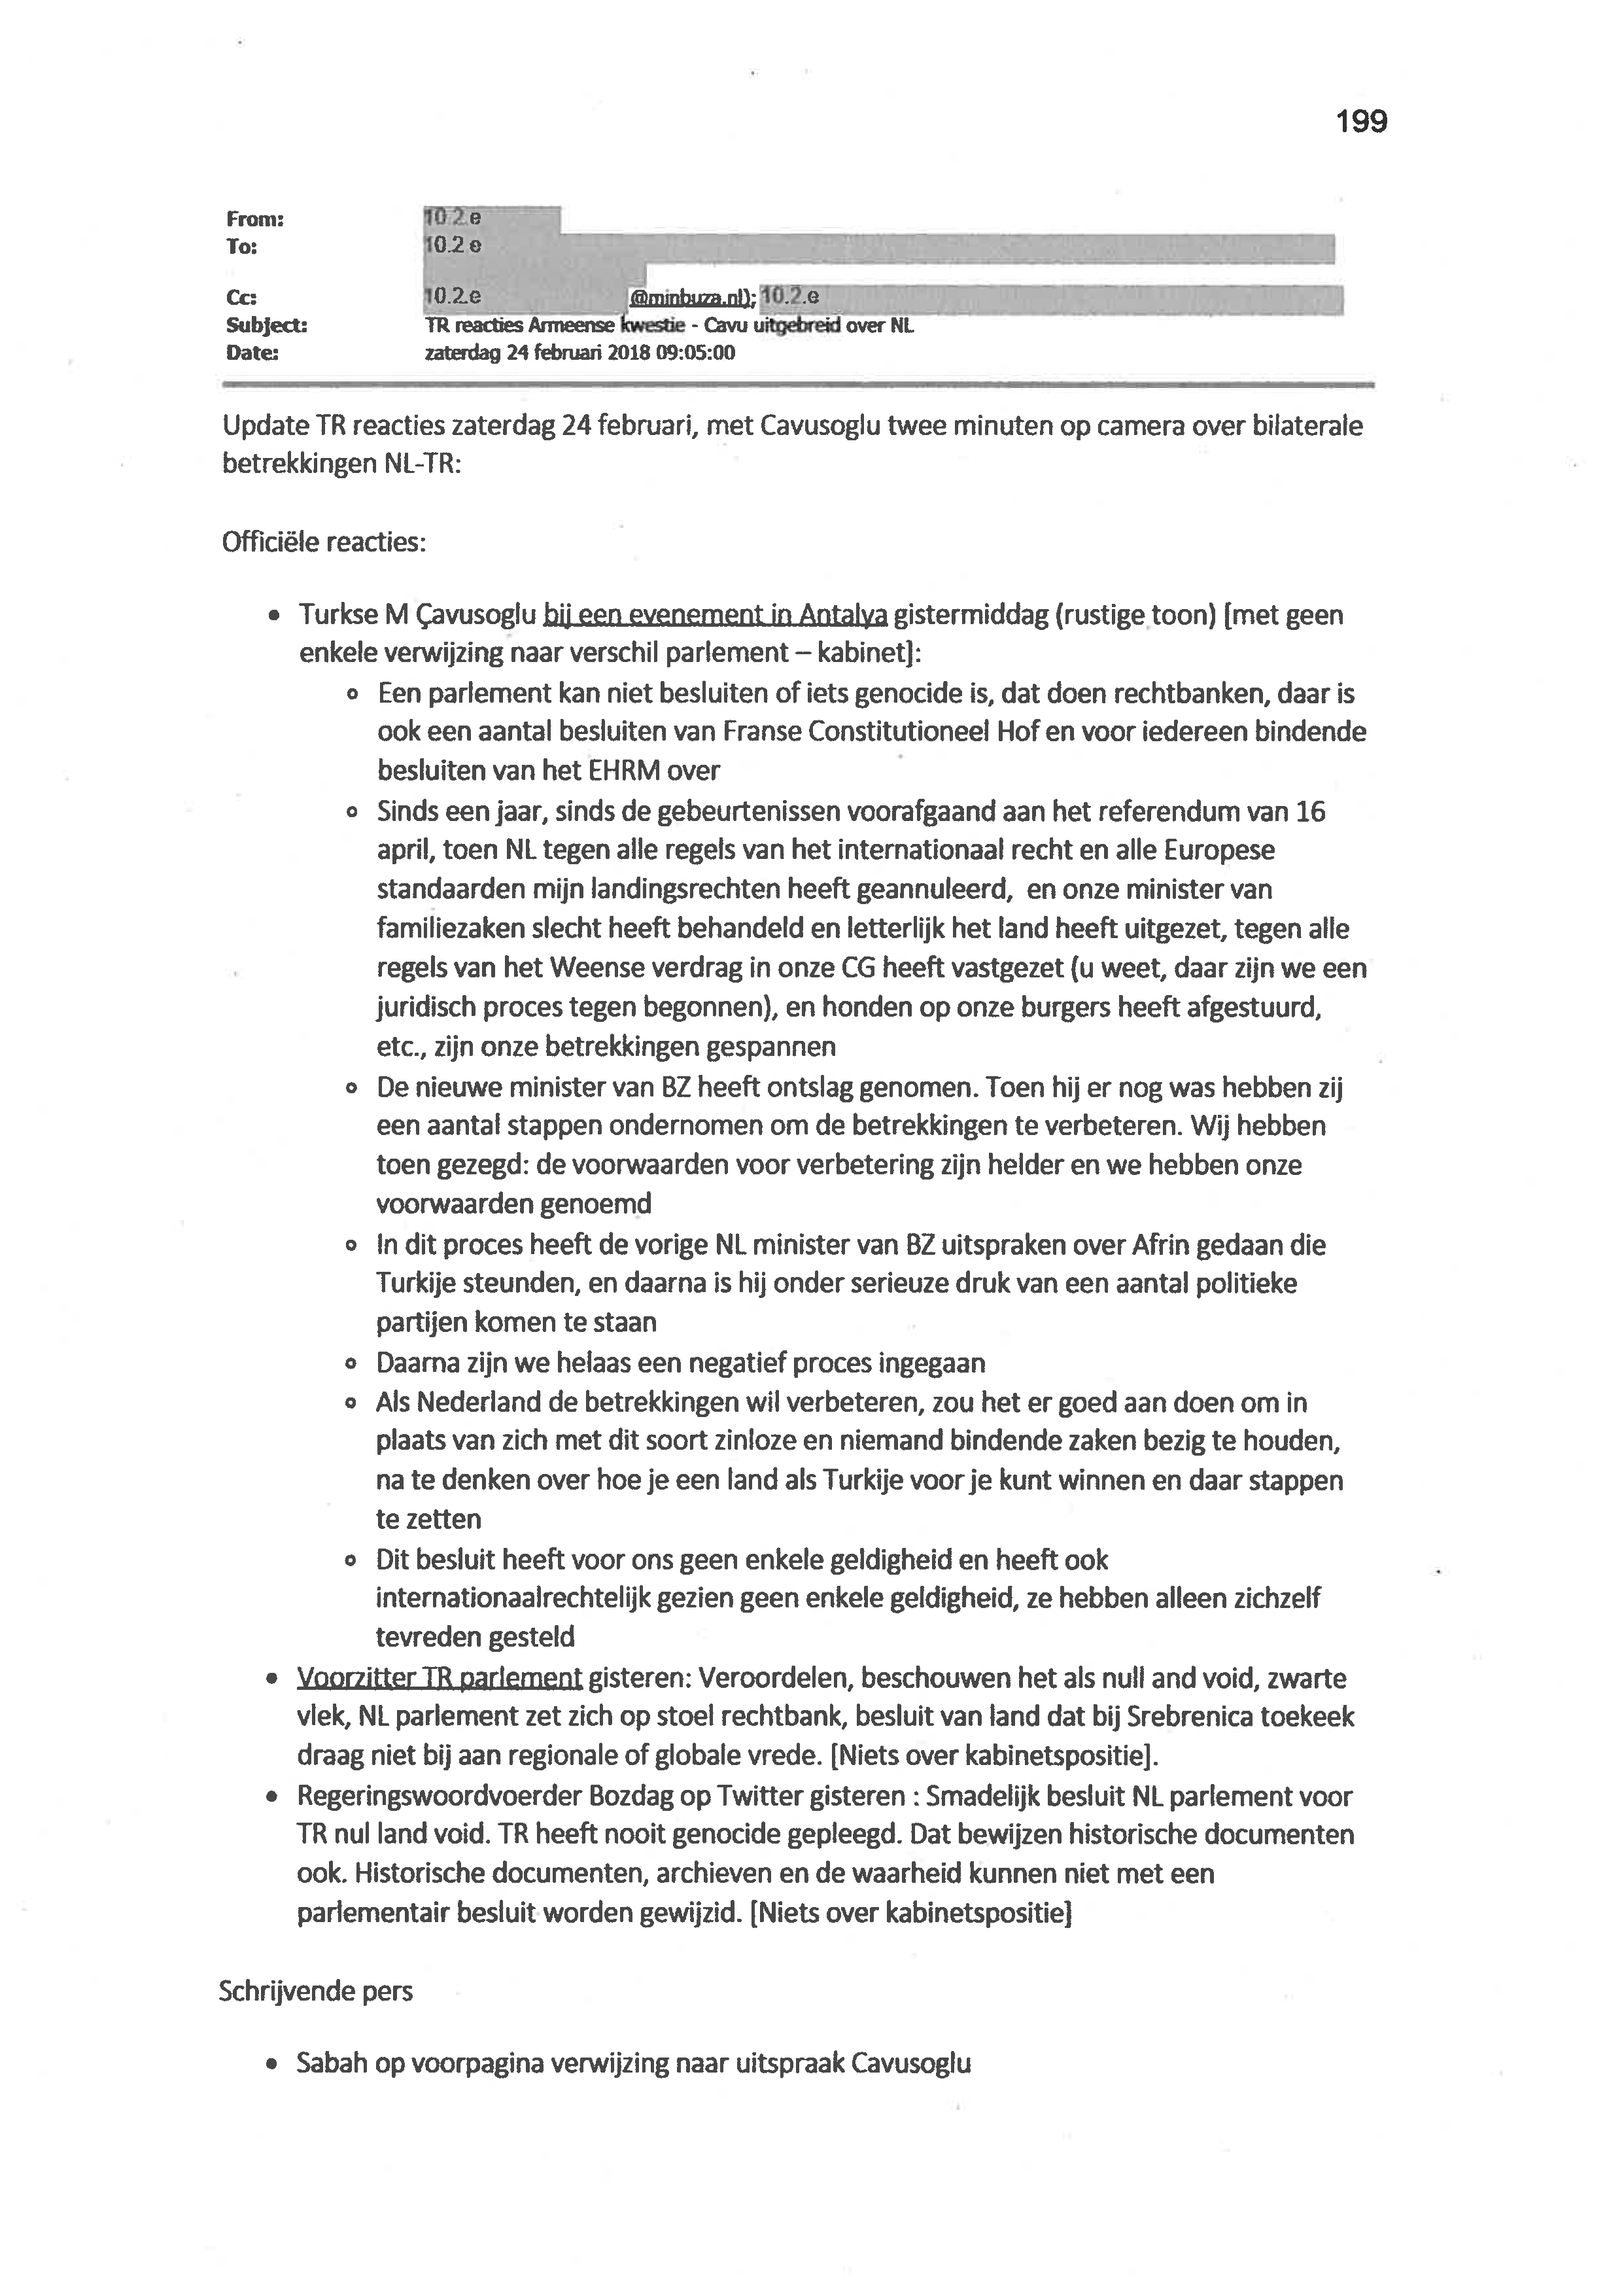 199
From: 10.2 e
To: 10.2 e
Cc: 10.2.e @minbuza.nl); 10.2.e
Subject: TR reacties Armeense kwestie - Cavu uitgebreid over NL
Date: zaterdag 24 februari 2018 09:05:00
Update TR reacties zaterdag 24 februari, met Cavusoglu twee minuten op camera over bilaterale
betrekkingen NL-TR:
Officiële reacties:
• Turkse M Çavusoglu bij een evenement in Antalya gistermiddag (rustige toon) [met geen
enkele verwijzing naar verschil parlement – kabinet]:
o Een parlement kan niet besluiten of iets genocide is, dat doen rechtbanken, daar is
ook een aantal besluiten van Franse Constitutioneel Hof en voor iedereen bindende
besluiten van het EHRM over
o Sinds een jaar, sinds de gebeurtenissen voorafgaand aan het referendum van 16
april, toen NL tegen alle regels van het internationaal recht en alle Europese
standaarden mijn landingsrechten heeft geannuleerd, en onze minister van
familiezaken slecht heeft behandeld en letterlijk het land heeft uitgezet, tegen alle
regels van het Weense verdrag in onze CG heeft vastgezet (u weet, daar zijn we een
juridisch proces tegen begonnen), en honden op onze burgers heeft afgestuurd,
etc., zijn onze betrekkingen gespannen
o De nieuwe minister van BZ heeft ontslag genomen. Toen hij er nog was hebben zij
een aantal stappen ondernomen om de betrekkingen te verbeteren. Wij hebben
toen gezegd: de voorwaarden voor verbetering zijn helder en we hebben onze
voorwaarden genoemd
o In dit proces heeft de vorige NL minister van BZ uitspraken over Afrin gedaan die
Turkije steunden, en daarna is hij onder serieuze druk van een aantal politieke
partijen komen te staan
o Daarna zijn we helaas een negatief proces ingegaan
o Als Nederland de betrekkingen wil verbeteren, zou het er goed aan doen om in
plaats van zich met dit soort zinloze en niemand bindende zaken bezig te houden,
na te denken over hoe je een land als Turkije voor je kunt winnen en daar stappen
te zetten
o Dit besluit heeft voor ons geen enkele geldigheid en heeft ook
internationaalrechtelijk gezien geen enkele geldigheid, ze hebben alleen zichzelf
tevreden gesteld
• Voorzitter TR parlement gisteren: Veroordelen, beschouwen het als null and void, zwarte
vlek, NL parlement zet zich op stoel rechtbank, besluit van land dat bij Srebrenica toekeek
draag niet bij aan regionale of globale vrede. [Niets over kabinetspositie].
• Regeringswoordvoerder Bozdag op Twitter gisteren : Smadelijk besluit NL parlement voor
TR nul land void. TR heeft nooit genocide gepleegd. Dat bewijzen historische documenten
ook. Historische documenten, archieven en de waarheid kunnen niet met een
parlementair besluit worden gewijzid. [Niets over kabinetspositie]
Schrijvende pers
• Sabah op voorpagina verwijzing naar uitspraak Cavusoglu